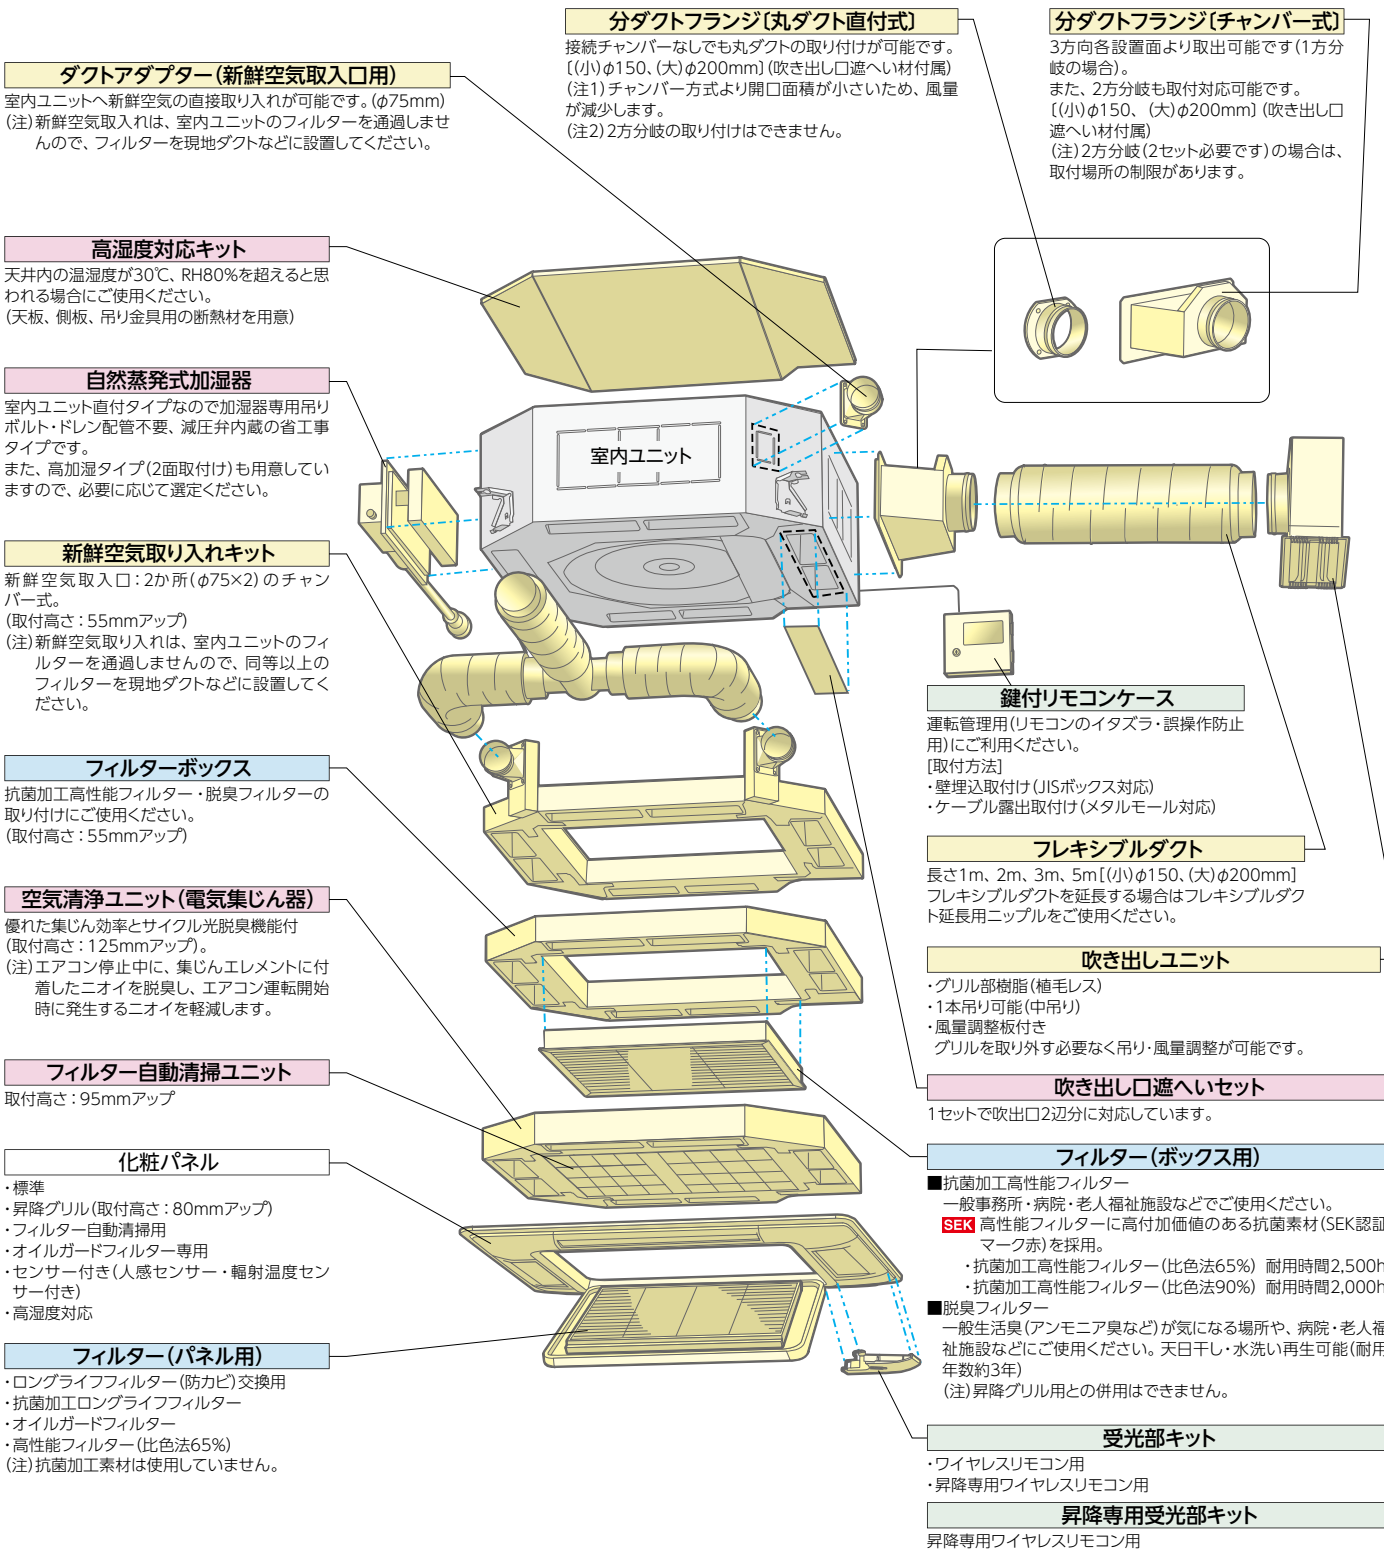 分ダクトフランジ〔丸ダクト直付式〕
接続チャンバーなしでも丸ダクトの取り付けが可能です。
〔(小)φ150、(大)φ200mm〕(吹き出し口遮へい材付属)
(注1)チャンバー方式より開口面積が小さいため、風量
が減少します。
(注2)2方分岐の取り付けはできません。
分ダクトフランジ〔チャンバー式〕
3方向各設置面より取出可能です(1方分
岐の場合)。
また、2方分岐も取付対応可能です。
〔(小)φ150、(大)φ200mm〕(吹き出し口
遮へい材付属)
(注)2方分岐(2セット必要です)の場合は、
取付場所の制限があります。
ダクトアダプター(新鮮空気取入口用)
室内ユニットへ新鮮空気の直接取り入れが可能です。(φ75mm)
(注)新鮮空気取入れは、室内ユニットのフィルターを通過しませ
んので、フィルターを現地ダクトなどに設置してください。
高湿度対応キット
天井内の温湿度が30℃、RH80%を超えると思
われる場合にご使用ください。
(天板、側板、吊り金具用の断熱材を用意)
自然蒸発式加湿器
室内ユニット直付タイプなので加湿器専用吊り
ボルト・ドレン配管不要、減圧弁内蔵の省工事
タイプです。
また、高加湿タイプ(2面取付け)も用意してい
ますので、必要に応じて選定ください。
室内ユニット
新鮮空気取り入れキット
新鮮空気取入口：2か所(φ75×2)のチャン
バー式。
(取付高さ：55mmアップ)
(注)新鮮空気取り入れは、室内ユニットのフィ
ルターを通過しませんので、同等以上の
フィルターを現地ダクトなどに設置してく
ださい。
フィルターボックス
抗菌加工高性能フィルター・脱臭フィルターの
取り付けにご使用ください。
(取付高さ：55mmアップ)
空気清浄ユニット(電気集じん器)
優れた集じん効率とサイクル光脱臭機能付
(取付高さ：125mmアップ)。
(注)エアコン停止中に、集じんエレメントに付
着したニオイを脱臭し、エアコン運転開始
時に発生するニオイを軽減します。
フィルター自動清掃ユニット
取付高さ：95mmアップ
化粧パネル
・標準
・昇降グリル(取付高さ：80mmアップ)
・フィルター自動清掃用
・オイルガードフィルター専用
・センサー付き(人感センサー・輻射温度セン
サー付き)
・高湿度対応
フィルター(パネル用)
・ロングライフフィルター(防カビ)交換用
・抗菌加工ロングライフフィルター
・オイルガードフィルター
・高性能フィルター(比色法65%)
(注)抗菌加工素材は使用していません。
鍵付リモコンケース
運転管理用(リモコンのイタズラ・誤操作防止
用)にご利用ください。
[取付方法]
・壁埋込取付け(JISボックス対応)
・ケーブル露出取付け(メタルモール対応)
フレキシブルダクト
長さ1m、2m、3m、5m[(小)φ150、(大)φ200mm]
フレキシブルダクトを延長する場合はフレキシブルダク
ト延長用ニップルをご使用ください。
吹き出しユニット
・グリル部樹脂(植毛レス)
・1本吊り可能(中吊り)
・風量調整板付き
グリルを取り外す必要なく吊り・風量調整が可能です。
吹き出し口遮へいセット
1セットで吹出口2辺分に対応しています。
フィルター(ボックス用)
■抗菌加工高性能フィルター
一般事務所・病院・老人福祉施設などでご使用ください。
SEK 高性能フィルターに高付加価値のある抗菌素材(SEK認証
マーク赤)を採用。
・抗菌加工高性能フィルター(比色法65%) 耐用時間2,500h
・抗菌加工高性能フィルター(比色法90%) 耐用時間2,000h
■脱臭フィルター
一般生活臭(アンモニア臭など)が気になる場所や、病院・老人福
祉施設などにご使用ください。天日干し・水洗い再生可能(耐用
年数約3年)
(注)昇降グリル用との併用はできません。
受光部キット
・ワイヤレスリモコン用
・昇降専用ワイヤレスリモコン用
昇降専用受光部キット
昇降専用ワイヤレスリモコン用